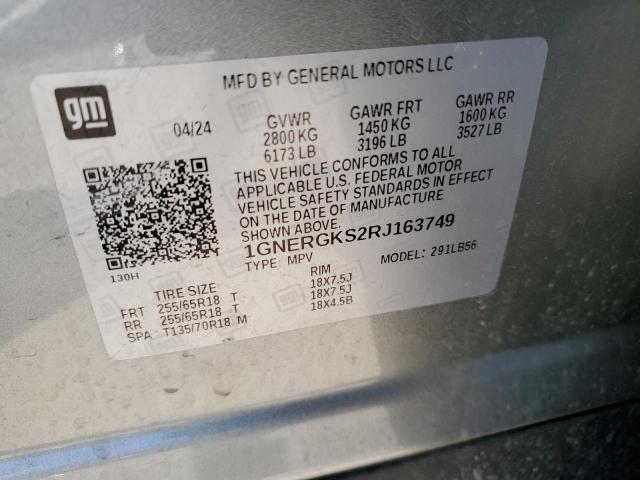 MFD BY GENERAL MOTORS LLC
gm
04/24
GVWR GAWR FRT GAWR RR
2800 KG 1450 KG 1600 KG
6173 LB 3196 LB 3527 LB
THIS VEHICLE CONFORMS TO ALL
APPLICABLE U.S. FEDERAL MOTOR
VEHICLE SAFETY STANDARDS IN EFFECT
ON THE DATE OF MANUFACTURE
SHOWN ABOVE.
1GNERGKS2RJ163749
130H
TYPE: MPV MODEL: 291LB56
TIRE SIZE RIM
FRT 255/65R18 T 18X7.5J
RR 255/65R18 T 18X7.5J
SPA T135/70R18 M 18X4.5B